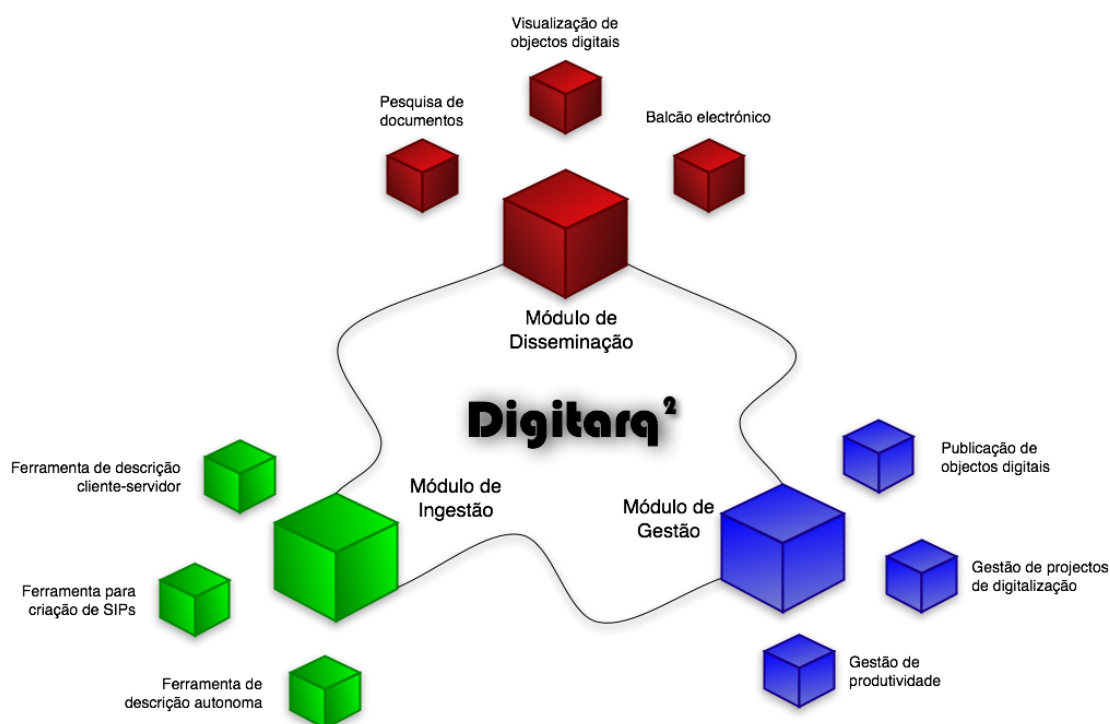 Visualização de
objectos digitais
Pesquisa de
documentos
Balcão electrónico
Módulo de
Disseminação
Digitarq²
Ferramenta de descrição
cliente-servidor
Módulo de
Ingestão
Módulo de
Gestão
Publicação de
objectos digitais
Ferramenta para
criação de SIPs
Gestão de projectos
de digitalização
Ferramenta de
descrição autonoma
Gestão de
produtividade